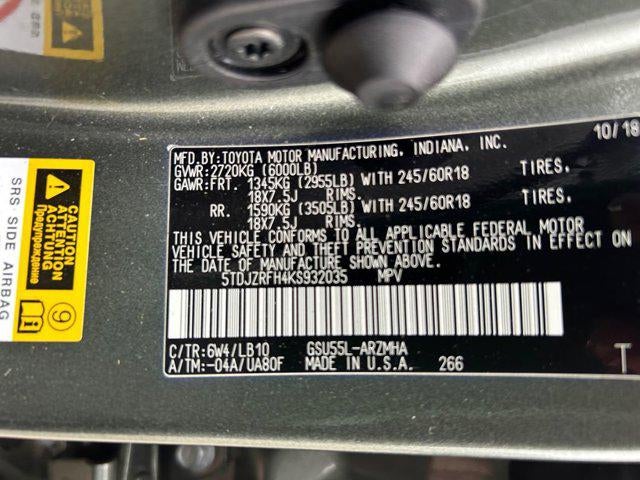 MFD.BY:TOYOTA MOTOR MANUFACTURING, INDIANA, INC. 10/18
GVWR:2720KG (6000LB)
GAWR:FRT. 1345KG (2955LB) WITH 245/60R18 TIRES.
18X7.5J RIMS.
RR. 1590KG (3505LB) WITH 245/60R18 TIRES.
18X7.5J RIMS
THIS VEHICLE CONFORMS TO ALL APPLICABLE FEDERAL MOTOR
VEHICLE SAFETY AND THEFT PREVENTION STANDARDS IN EFFECT ON
THE DATE OF MANUFACTURE SHOWN ABOVE.
5TDJZRFH4KS932035 MPV
C/TR:6W4/LB10 GSU55L-ARZMHA
A/TM:-04A/UA80F MADE IN U.S.A. 266
T
SRS SIDE AIRBAG
CAUTION
ATTENTION
ACHTUNG
Предупреждение
9